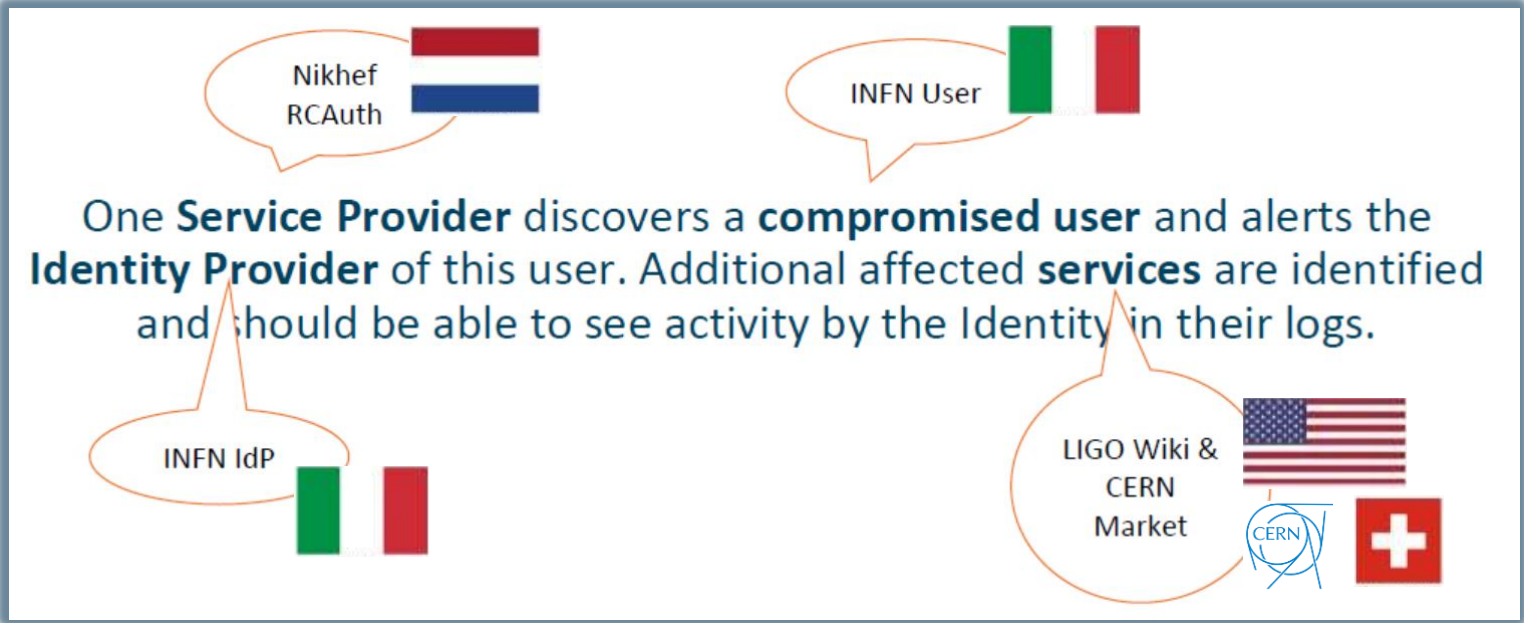 Nikhef
RCAuth
INFN User
One Service Provider discovers a compromised user and alerts the
Identity Provider of this user. Additional affected services are identified
and should be able to see activity by the Identity in their logs.
INFN IdP
LIGO Wiki &
CERN
Market
CERN